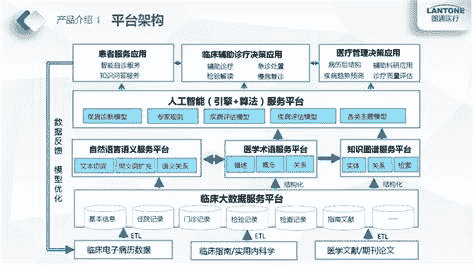 产品介绍
平台架构
LANTONE
朗通医疗
患者服务应用
智能自诊服务
知识问答服务
临床辅助诊疗决策应用
辅助诊疗 急诊处置
检验解读 慢病复诊
医疗管理决策应用
病历后结构 辅助科研应用
疾病趋势预测 诊疗质量评估
人工智能(引擎+算法)服务平台
疾病诊断模型 专家规则 疾病评估模型 疾病评估模型 各类主题模型
数据反馈 模型优化
自然语言语义服务平台
文本切词 同义词扩充 语义关系
医学术语服务平台
描述 概念 关系
知识图谱服务平台
实体 关系 检索
结构化 结构化
临床大数据服务平台
基本信息 住院记录 门诊记录 检验记录 检查记录 指南文献 ......
ETL ETL ETL
临床电子病历数据
临床指南/实用内科学
医学文献/期刊论文